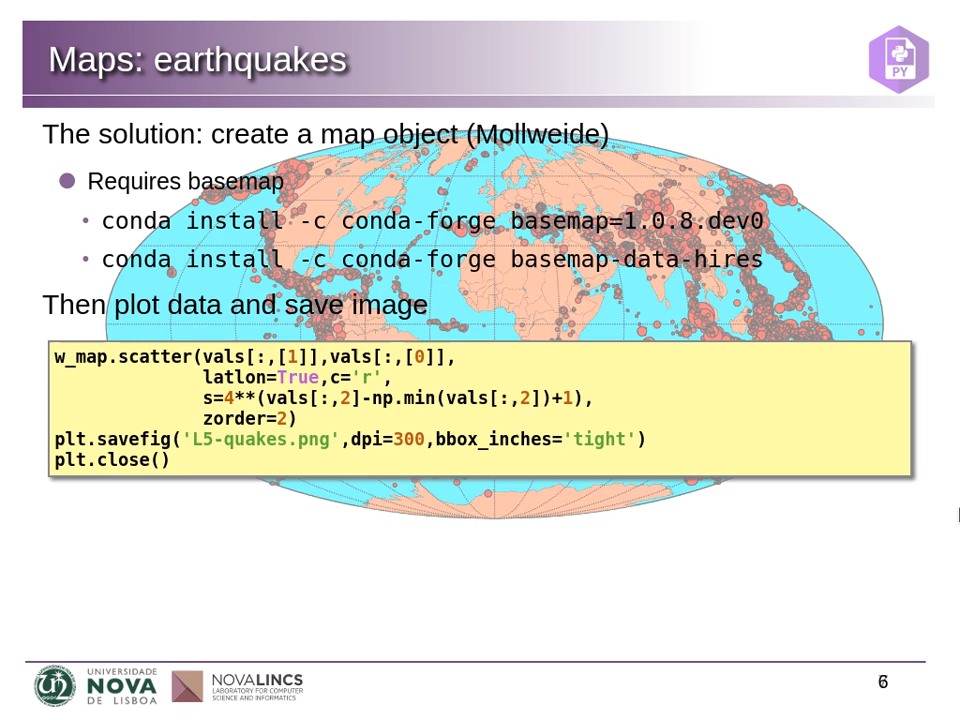 Maps: earthquakes
PY
The solution: create a map object (Mollweide)
Requires basemap
conda install -c conda-forge basemap=1.0.8.dev0
conda install -c conda-forge basemap-data-hires
Then plot data and save image
w_map.scatter(vals[:,[1]],vals[:,[0]],
latlon=True,c='r',
s=4**(vals[:,2]-np.min(vals[:,2])+1),
zorder=2)
plt.savefig('L5-quakes.png',dpi=300,bbox_inches='tight')
plt.close()
UNIVERSIDADE
NOVA
DE LISBOA
NOVALINCS
LABORATORY FOR COMPUTER
SCIENCE AND INFORMATICS